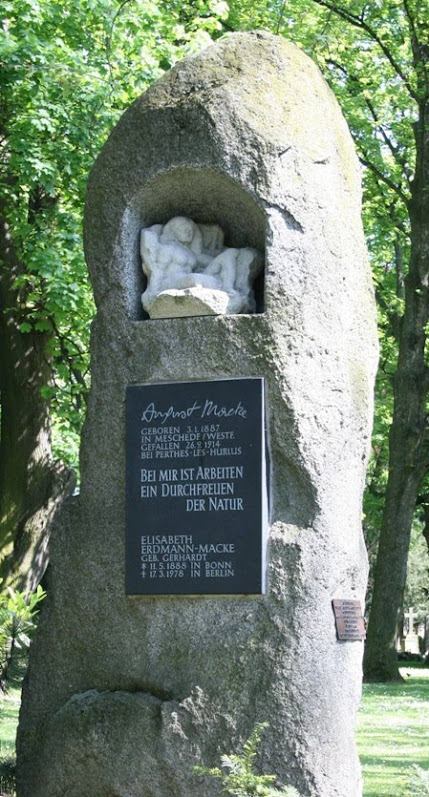 August Macke
GEBOREN 3.1.1887
IN MESCHEDE/WESTF.
GEFALLEN 26.9.1914
BEI PERTHES-LES-HURLUS
BEI MIR IST ARBEITEN
EIN DURCHFREUEN
DER NATUR
ELISABETH
ERDMANN-MACKE
GEB. GERHARDT
* 11.5.1888 IN BONN
† 17.3.1978 IN BERLIN